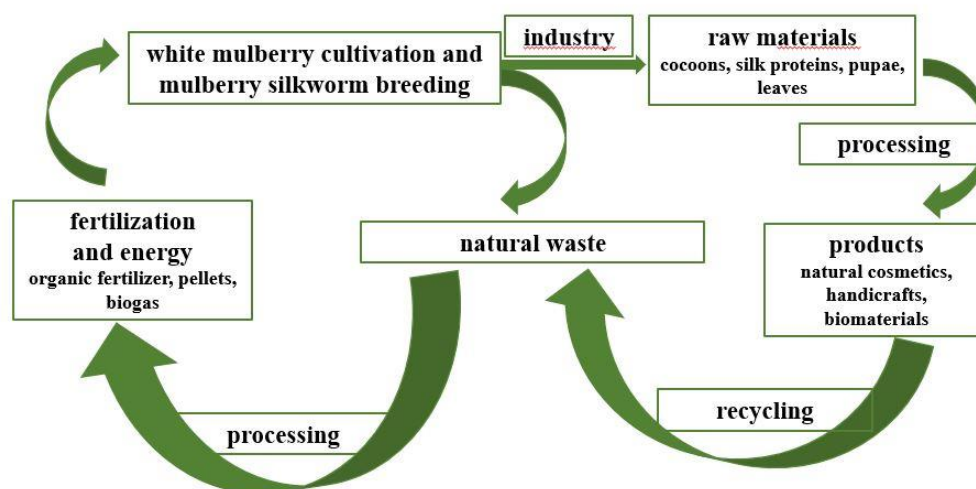 white mulberry cultivation and
mulberry silkworm breeding
industry
raw materials
cocoons, silk proteins, pupae,
leaves
processing
products
natural cosmetics,
handicrafts,
biomaterials
recycling
natural waste
processing
fertilization
and energy
organic fertilizer, pellets,
biogas